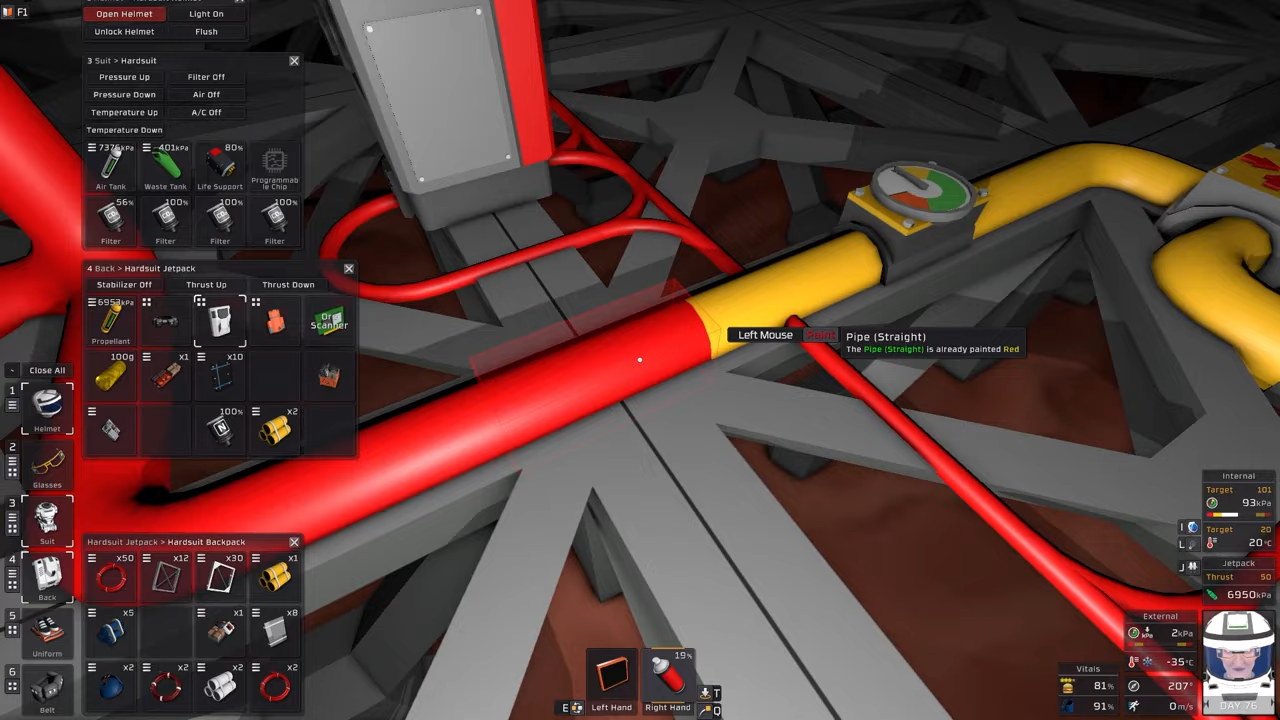 F1
Open Helmet Light On
Unlock Helmet Flush
3 Suit > Hardsuit
Pressure Up Filter Off
Pressure Down Air Off
Temperature Up A/C Off
Temperature Down
401kPa 80%
Air Tank Waste Tank Life Support Programmab
le Chip
56% 100% 100% 100%
Filter Filter Filter Filter
4 Back > Hardsuit Jetpack
Stabilizer Off Thrust Up Thrust Down
Propellant
Scanner
100g x1 x10
100% x2
- Close All
1
Helmet
2
Glasses
3
Suit
4
Back
5
Uniform
6
Belt
Hardsuit Jetpack > Hardsuit Backpack
x50 x12 x30 x1
x5 x1 x8
x2 x2 x2 x2
Left Mouse Paint Pipe (Straight)
The Pipe (Straight) is already painted Red
19%
E Left Hand Right Hand T
Q
Internal
Target 101
93kPa
Target 20
20°C
I
L
J
Jetpack
Thrust 50
6950kPa
External
kPa 2kPa
-35°C
207°
0m/s
Vitals
81%
91%
DAY 76